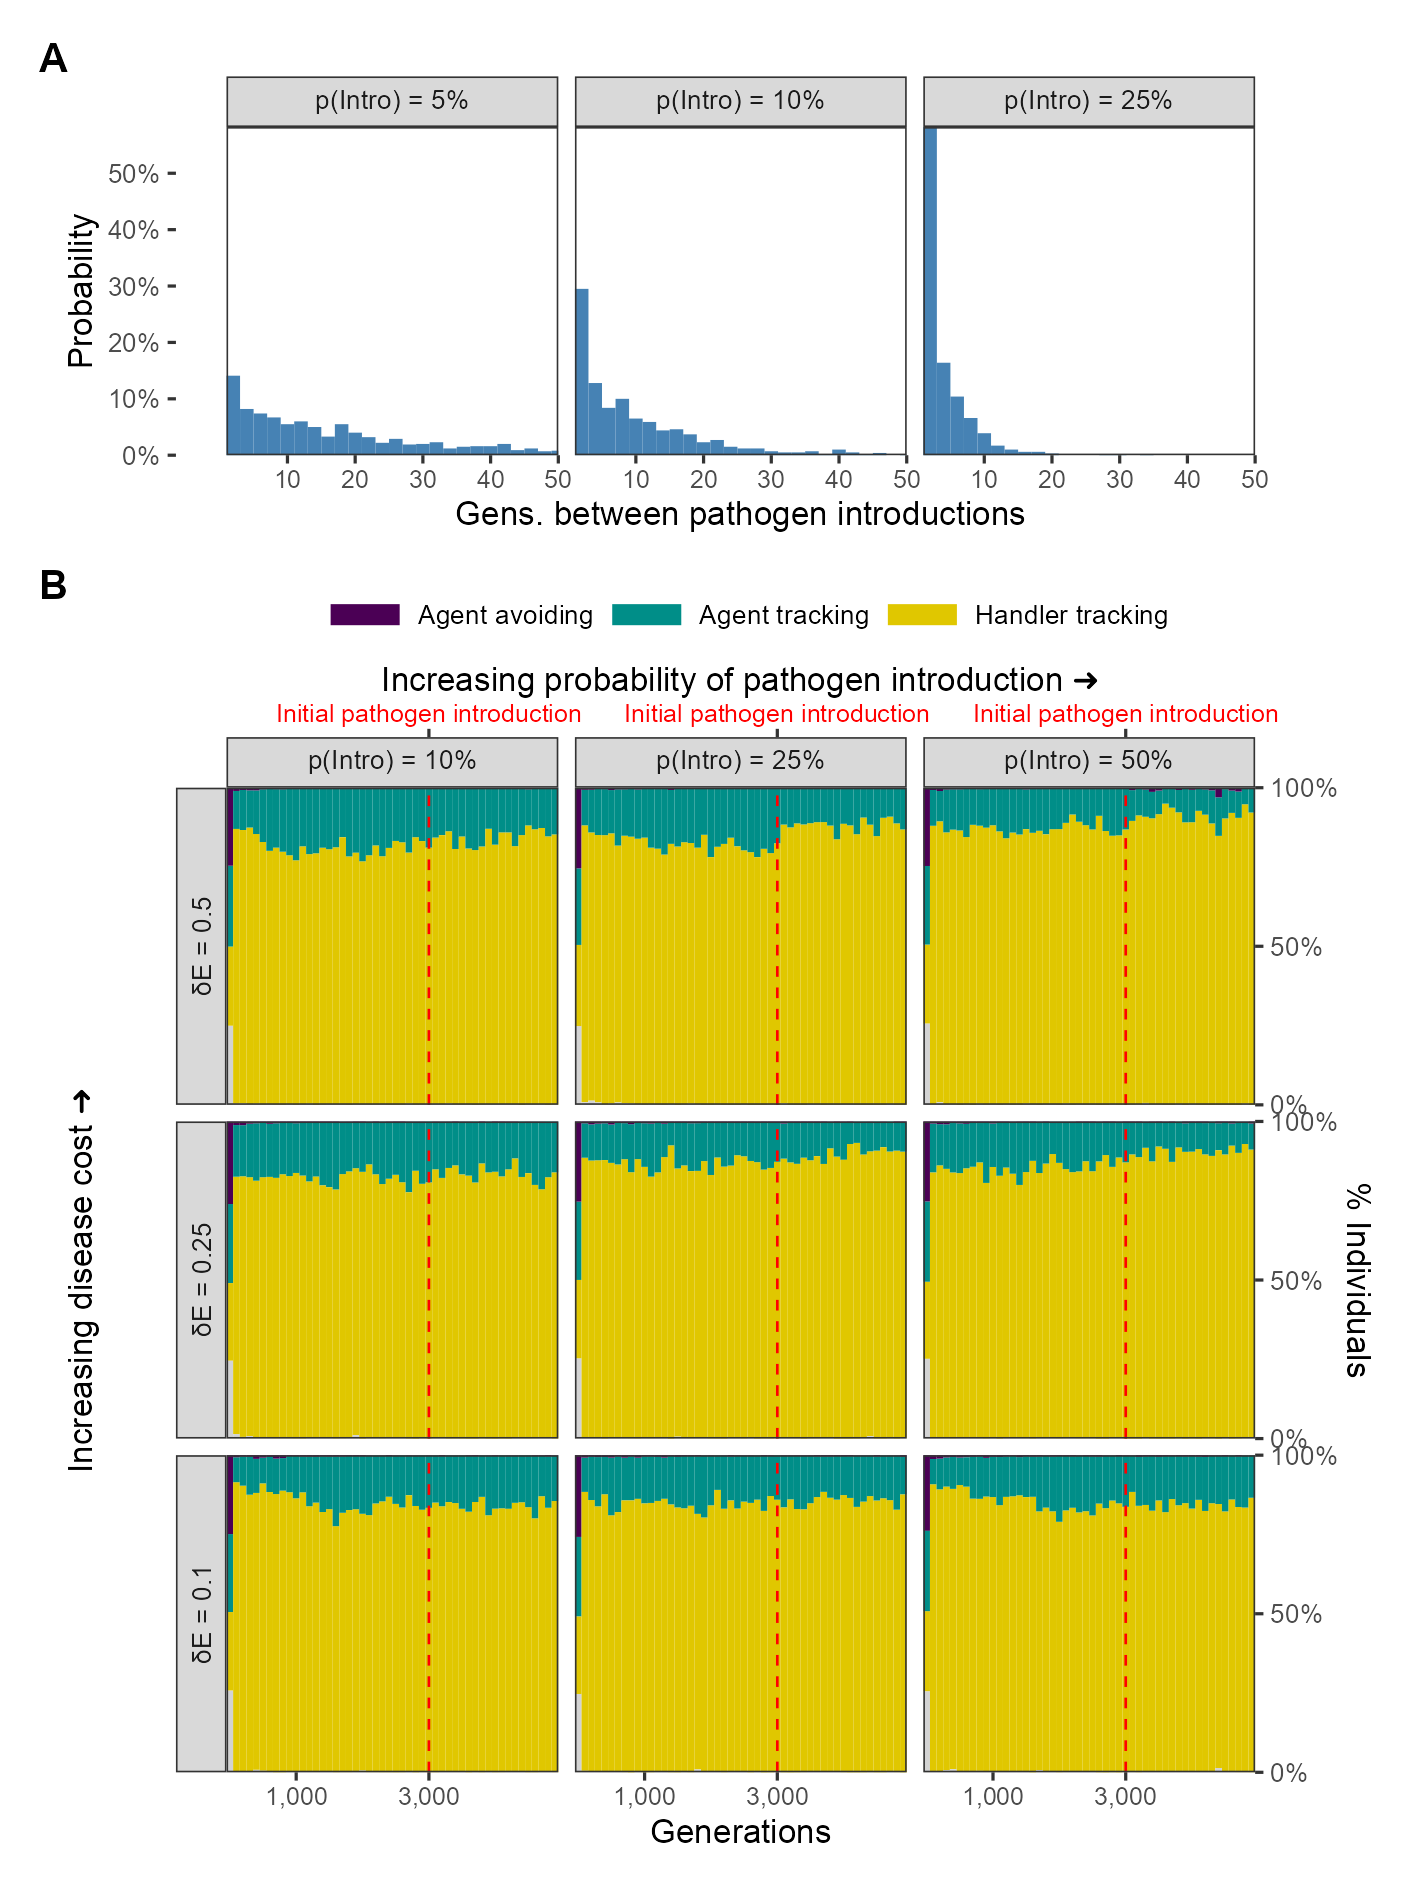 A
p(Intro) = 5%
p(Intro) = 10%
p(Intro) = 25%
Probability
50%
40%
30%
20%
10%
0%
10 20 30 40 50
10 20 30 40 50
10 20 30 40 50
Gens. between pathogen introductions
B
Agent avoiding
Agent tracking
Handler tracking
Increasing probability of pathogen introduction ➔
Initial pathogen introduction
Initial pathogen introduction
Initial pathogen introduction
p(Intro) = 10%
p(Intro) = 25%
p(Intro) = 50%
Increasing disease cost ➔
δE = 0.5
δE = 0.25
δE = 0.1
100%
50%
0%
100%
50%
0%
100%
50%
0%
% Individuals
1,000 3,000
1,000 3,000
1,000 3,000
Generations